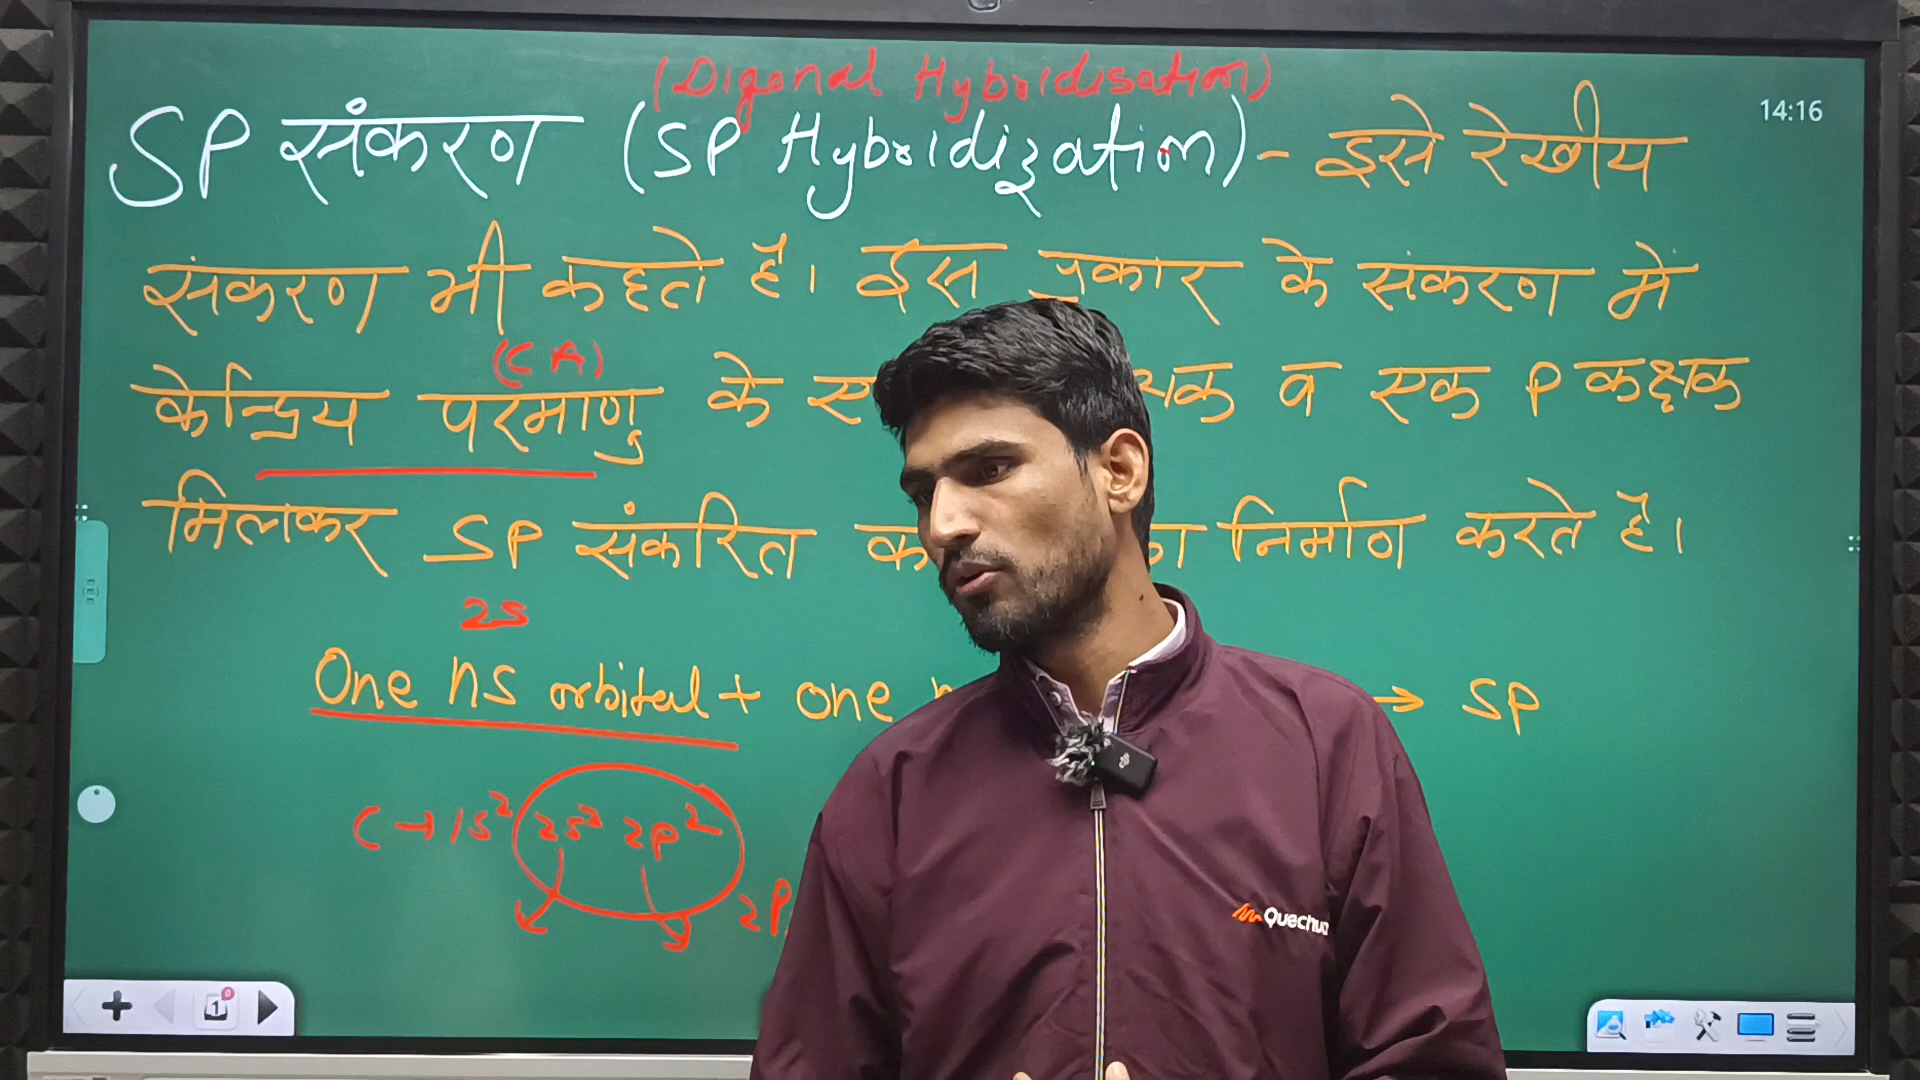 (Digonal Hybridisation)
14:16
SP संकरण (SP Hybridization) - इसे रेखीय
संकरण भी कहते है। इस प्रकार के संकरण में
(CA)
केन्द्रिय परमाणु के व एक P कक्षक
मिलकर SP संकरित निर्माण करते है।
2s
One ns orbital + one → SP
C → 1s² 2s² 2p²
2P
Quechua
1